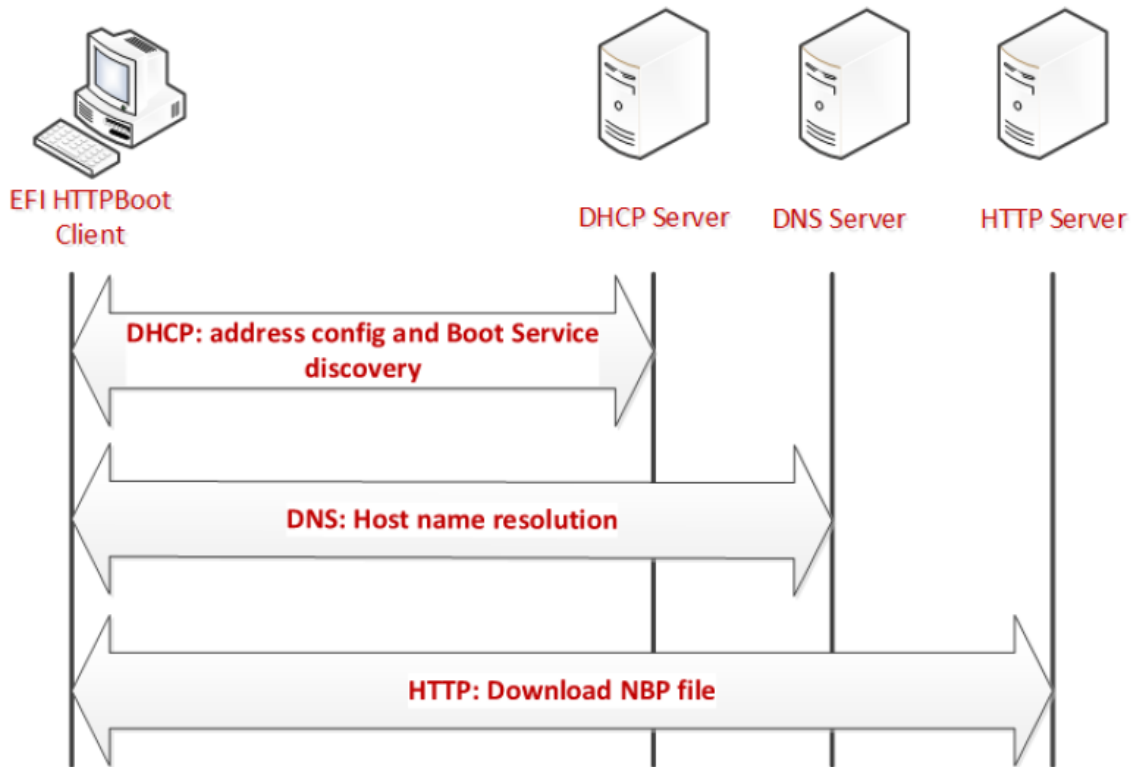 EFI HTTPBoot
Client
DHCP Server
DNS Server
HTTP Server
DHCP: address config and Boot Service
discovery
DNS: Host name resolution
HTTP: Download NBP file